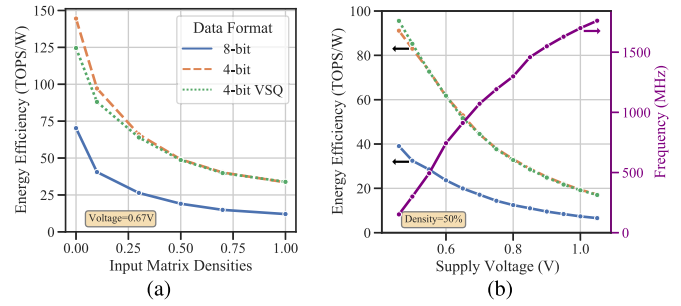 150
125
100
75
50
25
0
Energy Efficiency (TOPS/W)
Data Format
8-bit
4-bit
4-bit VSQ
Voltage=0.67V
0.00 0.25 0.50 0.75 1.00
Input Matrix Densities
(a)
100
80
60
40
20
0
Energy Efficiency (TOPS/W)
Density=50%
0.6 0.8 1.0
Supply Voltage (V)
1500
1000
500
0
Frequency
(MHz)
(b)